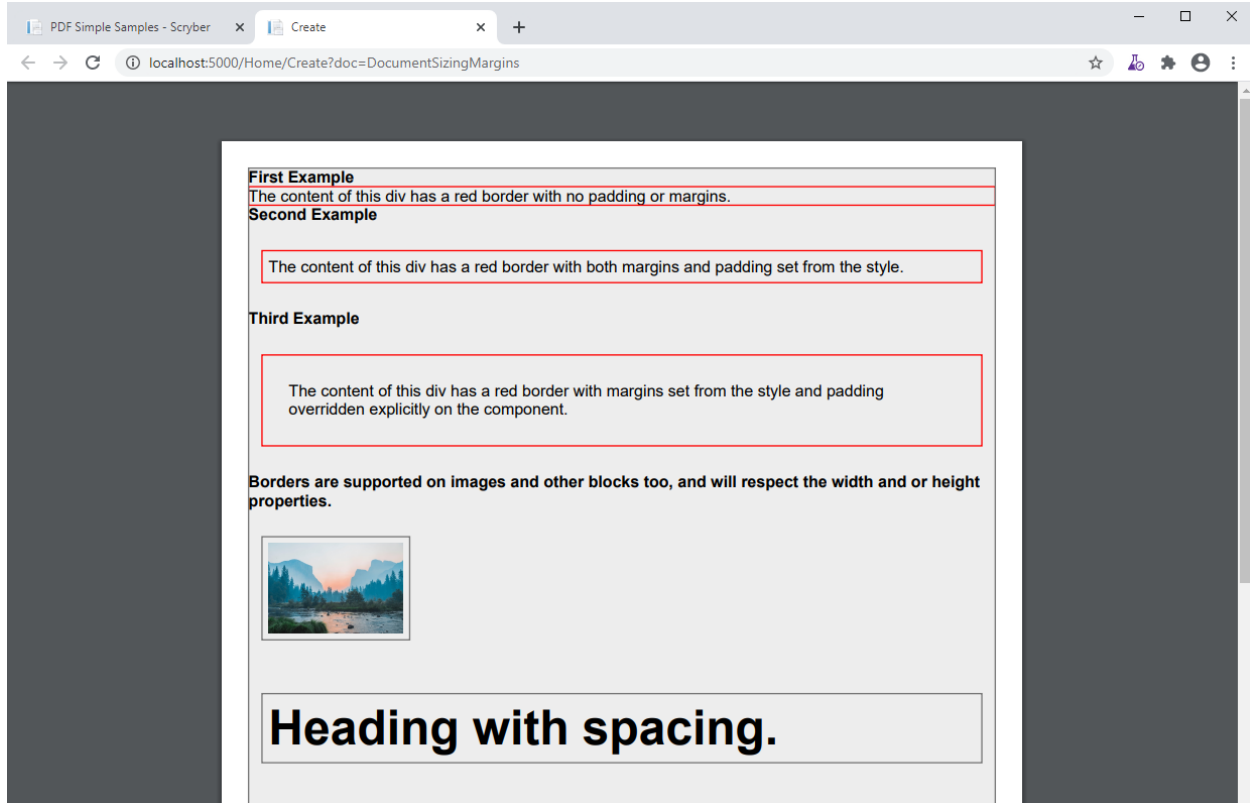 PDF Simple Samples - Scryber
Create
localhost:5000/Home/Create?doc=DocumentSizingMargins
First Example
The content of this div has a red border with no padding or margins.
Second Example
The content of this div has a red border with both margins and padding set from the style.
Third Example
The content of this div has a red border with margins set from the style and padding
overridden explicitly on the component.
Borders are supported on images and other blocks too, and will respect the width and or height
properties.
Heading with spacing.